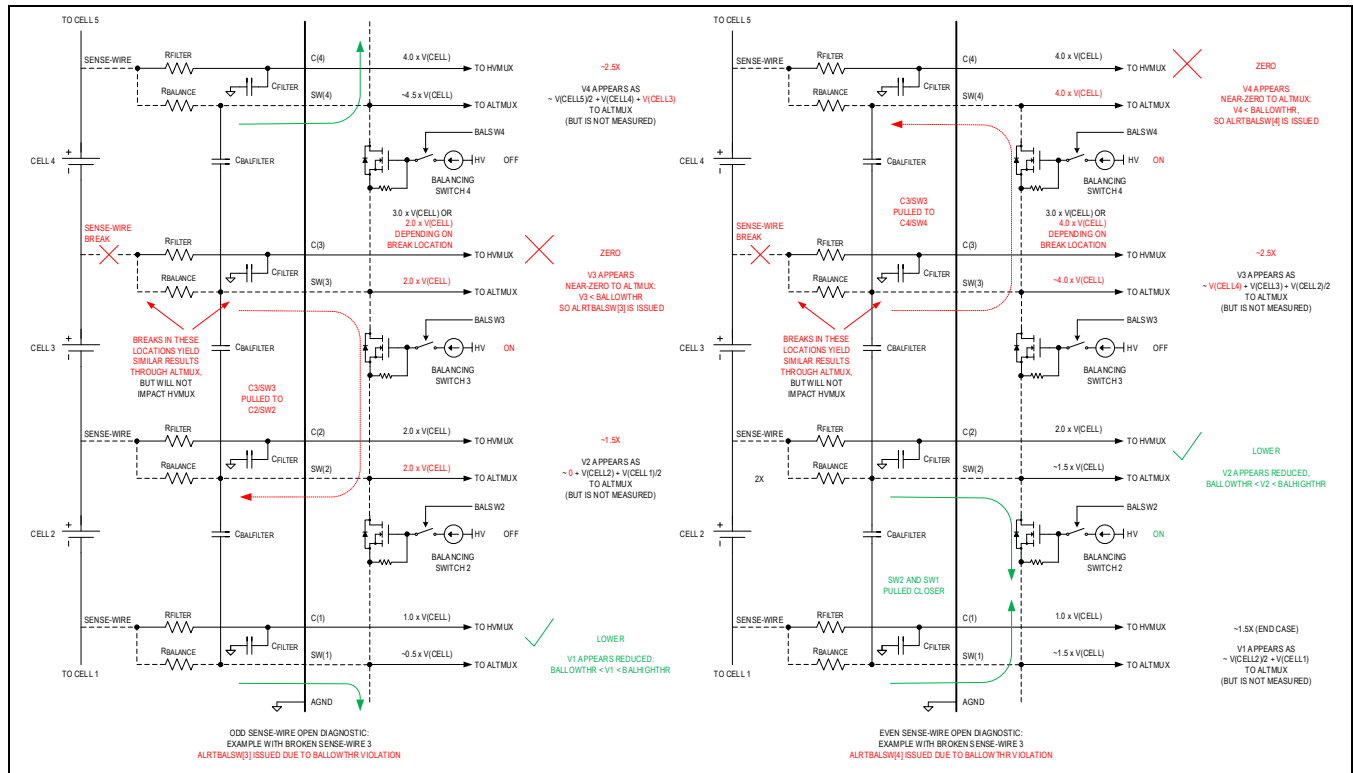 TO CELL 5
SENSE-WIRE
RFILTER
C(4)
4.0 x V(CELL)
TO HVMUX
~2.5X
CFILTER
RBALANCE
SW(4)
~4.5 x V(CELL)
TO ALTMUX
V4 APPEARS AS
~ V(CELL5)/2 + V(CELL4) + V(CELL3)
TO ALTMUX
(BUT IS NOT MEASURED)
BALSW4
CELL 4
+
-
CBALFILTER
HV
OFF
BALANCING
SWITCH 4
3.0 x V(CELL) OR
2.0 x V(CELL)
DEPENDING ON
BREAK LOCATION
SENSE-WIRE
BREAK
RFILTER
C(3)
TO HVMUX
ZERO
CFILTER
RBALANCE
SW(3)
2.0 x V(CELL)
TO ALTMUX
V3 APPEARS
NEAR-ZERO TO ALTMUX:
V3 < BALLOWTHR
SO ALRTBALSW[3] IS ISSUED
BREAKS IN THESE
LOCATIONS YIELD
SIMILAR RESULTS
THROUGH ALTMUX,
BUT WILL NOT
IMPACT HVMUX
BALSW3
CELL 3
+
-
CBALFILTER
HV
ON
BALANCING
SWITCH 3
C3/SW3
PULLED TO
C2/SW2
SENSE-WIRE
RFILTER
C(2)
2.0 x V(CELL)
TO HVMUX
~1.5X
CFILTER
RBALANCE
SW(2)
2.0 x V(CELL)
TO ALTMUX
V2 APPEARS AS
~ 0 + V(CELL2) + V(CELL1)/2
TO ALTMUX
(BUT IS NOT MEASURED)
BALSW2
CELL 2
+
-
CBALFILTER
HV
OFF
BALANCING
SWITCH 2
SENSE-WIRE
RFILTER
C(1)
1.0 x V(CELL)
TO HVMUX
LOWER
CFILTER
RBALANCE
SW(1)
~0.5 x V(CELL)
TO ALTMUX
V1 APPEARS REDUCED:
BALLOWTHR < V1 < BALHIGHTHR
TO CELL 1
AGND
ODD SENSE-WIRE OPEN DIAGNOSTIC:
EXAMPLE WITH BROKEN SENSE-WIRE 3
ALRTBALSW[3] ISSUED DUE TO BALLOWTHR VIOLATION
TO CELL 5
SENSE-WIRE
RFILTER
C(4)
4.0 x V(CELL)
TO HVMUX
ZERO
CFILTER
RBALANCE
SW(4)
4.0 x V(CELL)
TO ALTMUX
V4 APPEARS
NEAR-ZERO TO ALTMUX:
V4 < BALLOWTHR,
SO ALRTBALSW[4] IS ISSUED
BALSW4
CELL 4
+
-
CBALFILTER
HV
ON
BALANCING
SWITCH 4
C3/SW3
PULLED TO
C4/SW4
3.0 x V(CELL) OR
4.0 x V(CELL)
DEPENDING ON
BREAK LOCATION
SENSE-WIRE
BREAK
RFILTER
C(3)
TO HVMUX
~2.5X
CFILTER
RBALANCE
SW(3)
~4.0 x V(CELL)
TO ALTMUX
V3 APPEARS AS
~ V(CELL4) + V(CELL3) + V(CELL2)/2
TO ALTMUX
(BUT IS NOT MEASURED)
BREAKS IN THESE
LOCATIONS YIELD
SIMILAR RESULTS
THROUGH ALTMUX,
BUT WILL NOT
IMPACT HVMUX
BALSW3
CELL 3
+
-
CBALFILTER
HV
OFF
BALANCING
SWITCH 3
SENSE-WIRE
RFILTER
C(2)
2.0 x V(CELL)
TO HVMUX
LOWER
CFILTER
RBALANCE
2X
SW(2)
~1.5 x V(CELL)
TO ALTMUX
V2 APPEARS REDUCED,
BALLOWTHR < V2 < BALHIGHTHR
BALSW2
CELL 2
+
-
CBALFILTER
HV
ON
BALANCING
SWITCH 2
SW2 AND SW1
PULLED CLOSER
SENSE-WIRE
RFILTER
C(1)
1.0 x V(CELL)
TO HVMUX
~1.5X (END CASE)
CFILTER
RBALANCE
SW(1)
~1.5 x V(CELL)
TO ALTMUX
V1 APPEARS AS
~ V(CELL2)/2 + V(CELL1)
TO ALTMUX
(BUT IS NOT MEASURED)
TO CELL 1
AGND
EVEN SENSE-WIRE OPEN DIAGNOSTIC:
EXAMPLE WITH BROKEN SENSE-WIRE 3
ALRTBALSW[4] ISSUED DUE TO BALLOWTHR VIOLATION